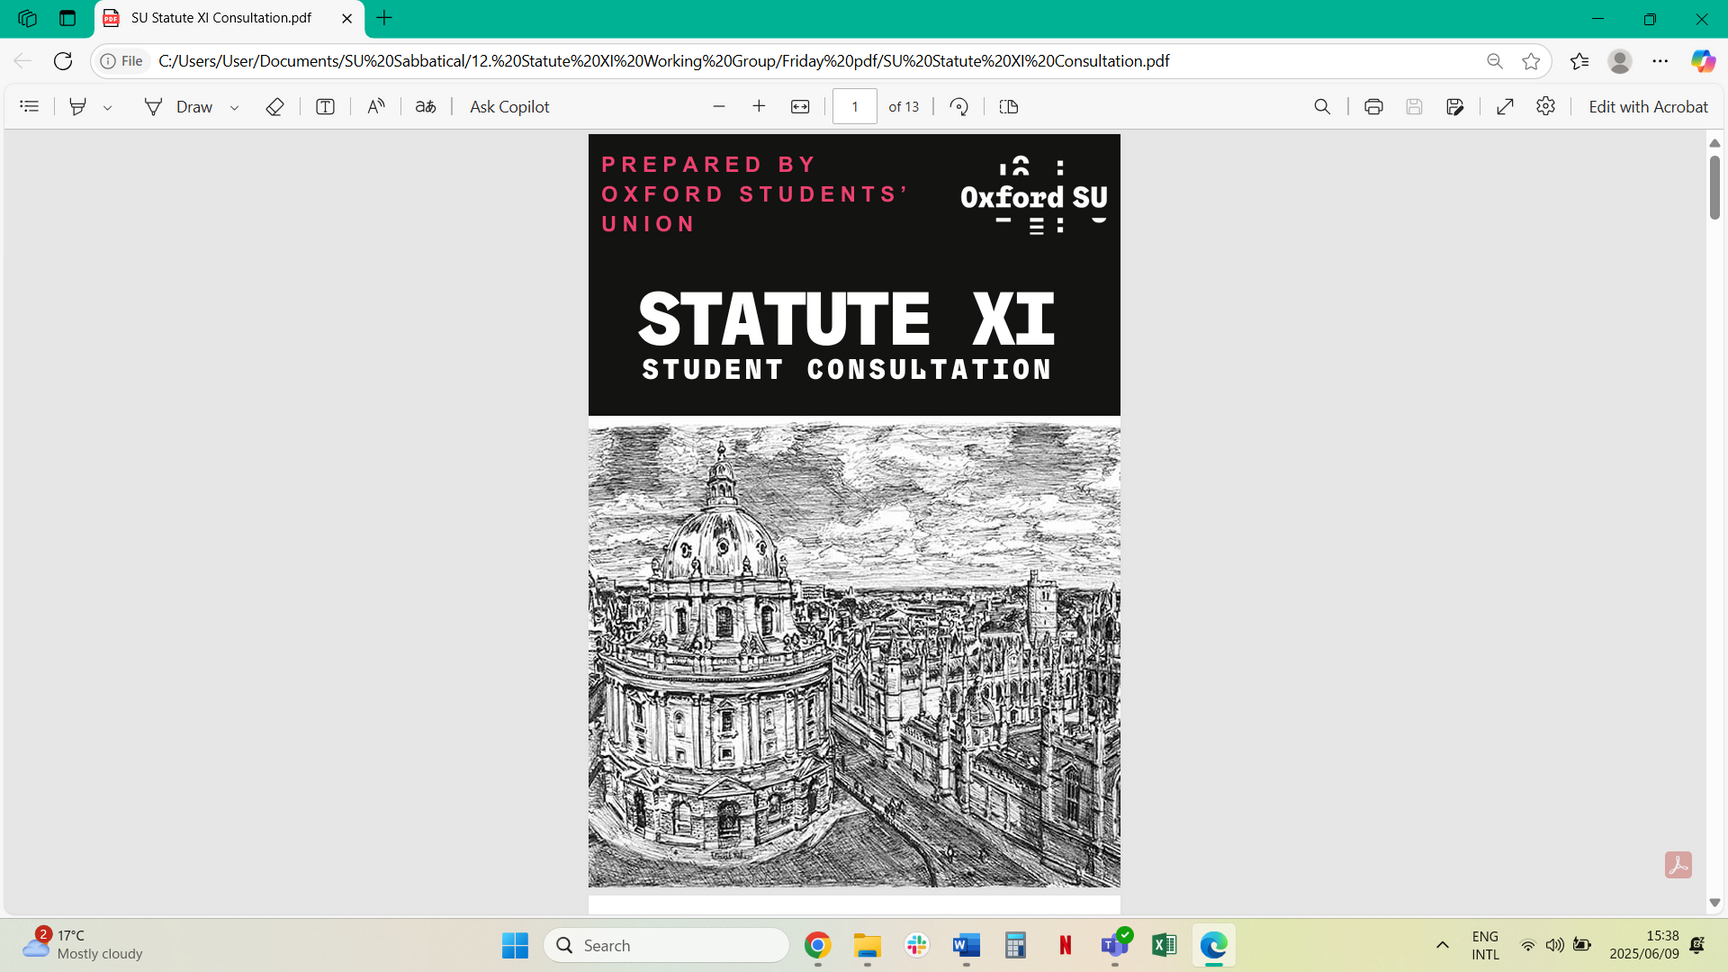 SU Statute XI Consultation.pdf
File
C:/Users/User/Documents/SU%20Sabbatical/12.%20Statute%20XI%20Working%20Group/Friday%20pdf/SU%20Statute%20XI%20Consultation.pdf
Draw
Ask Copilot
1 of 13
Edit with Acrobat
PREPARED BY
OXFORD STUDENTS’
UNION
Oxford SU
STATUTE XI
STUDENT CONSULTATION
2
17°C
Mostly cloudy
Search
ENG
INTL
15:38
2025/06/09